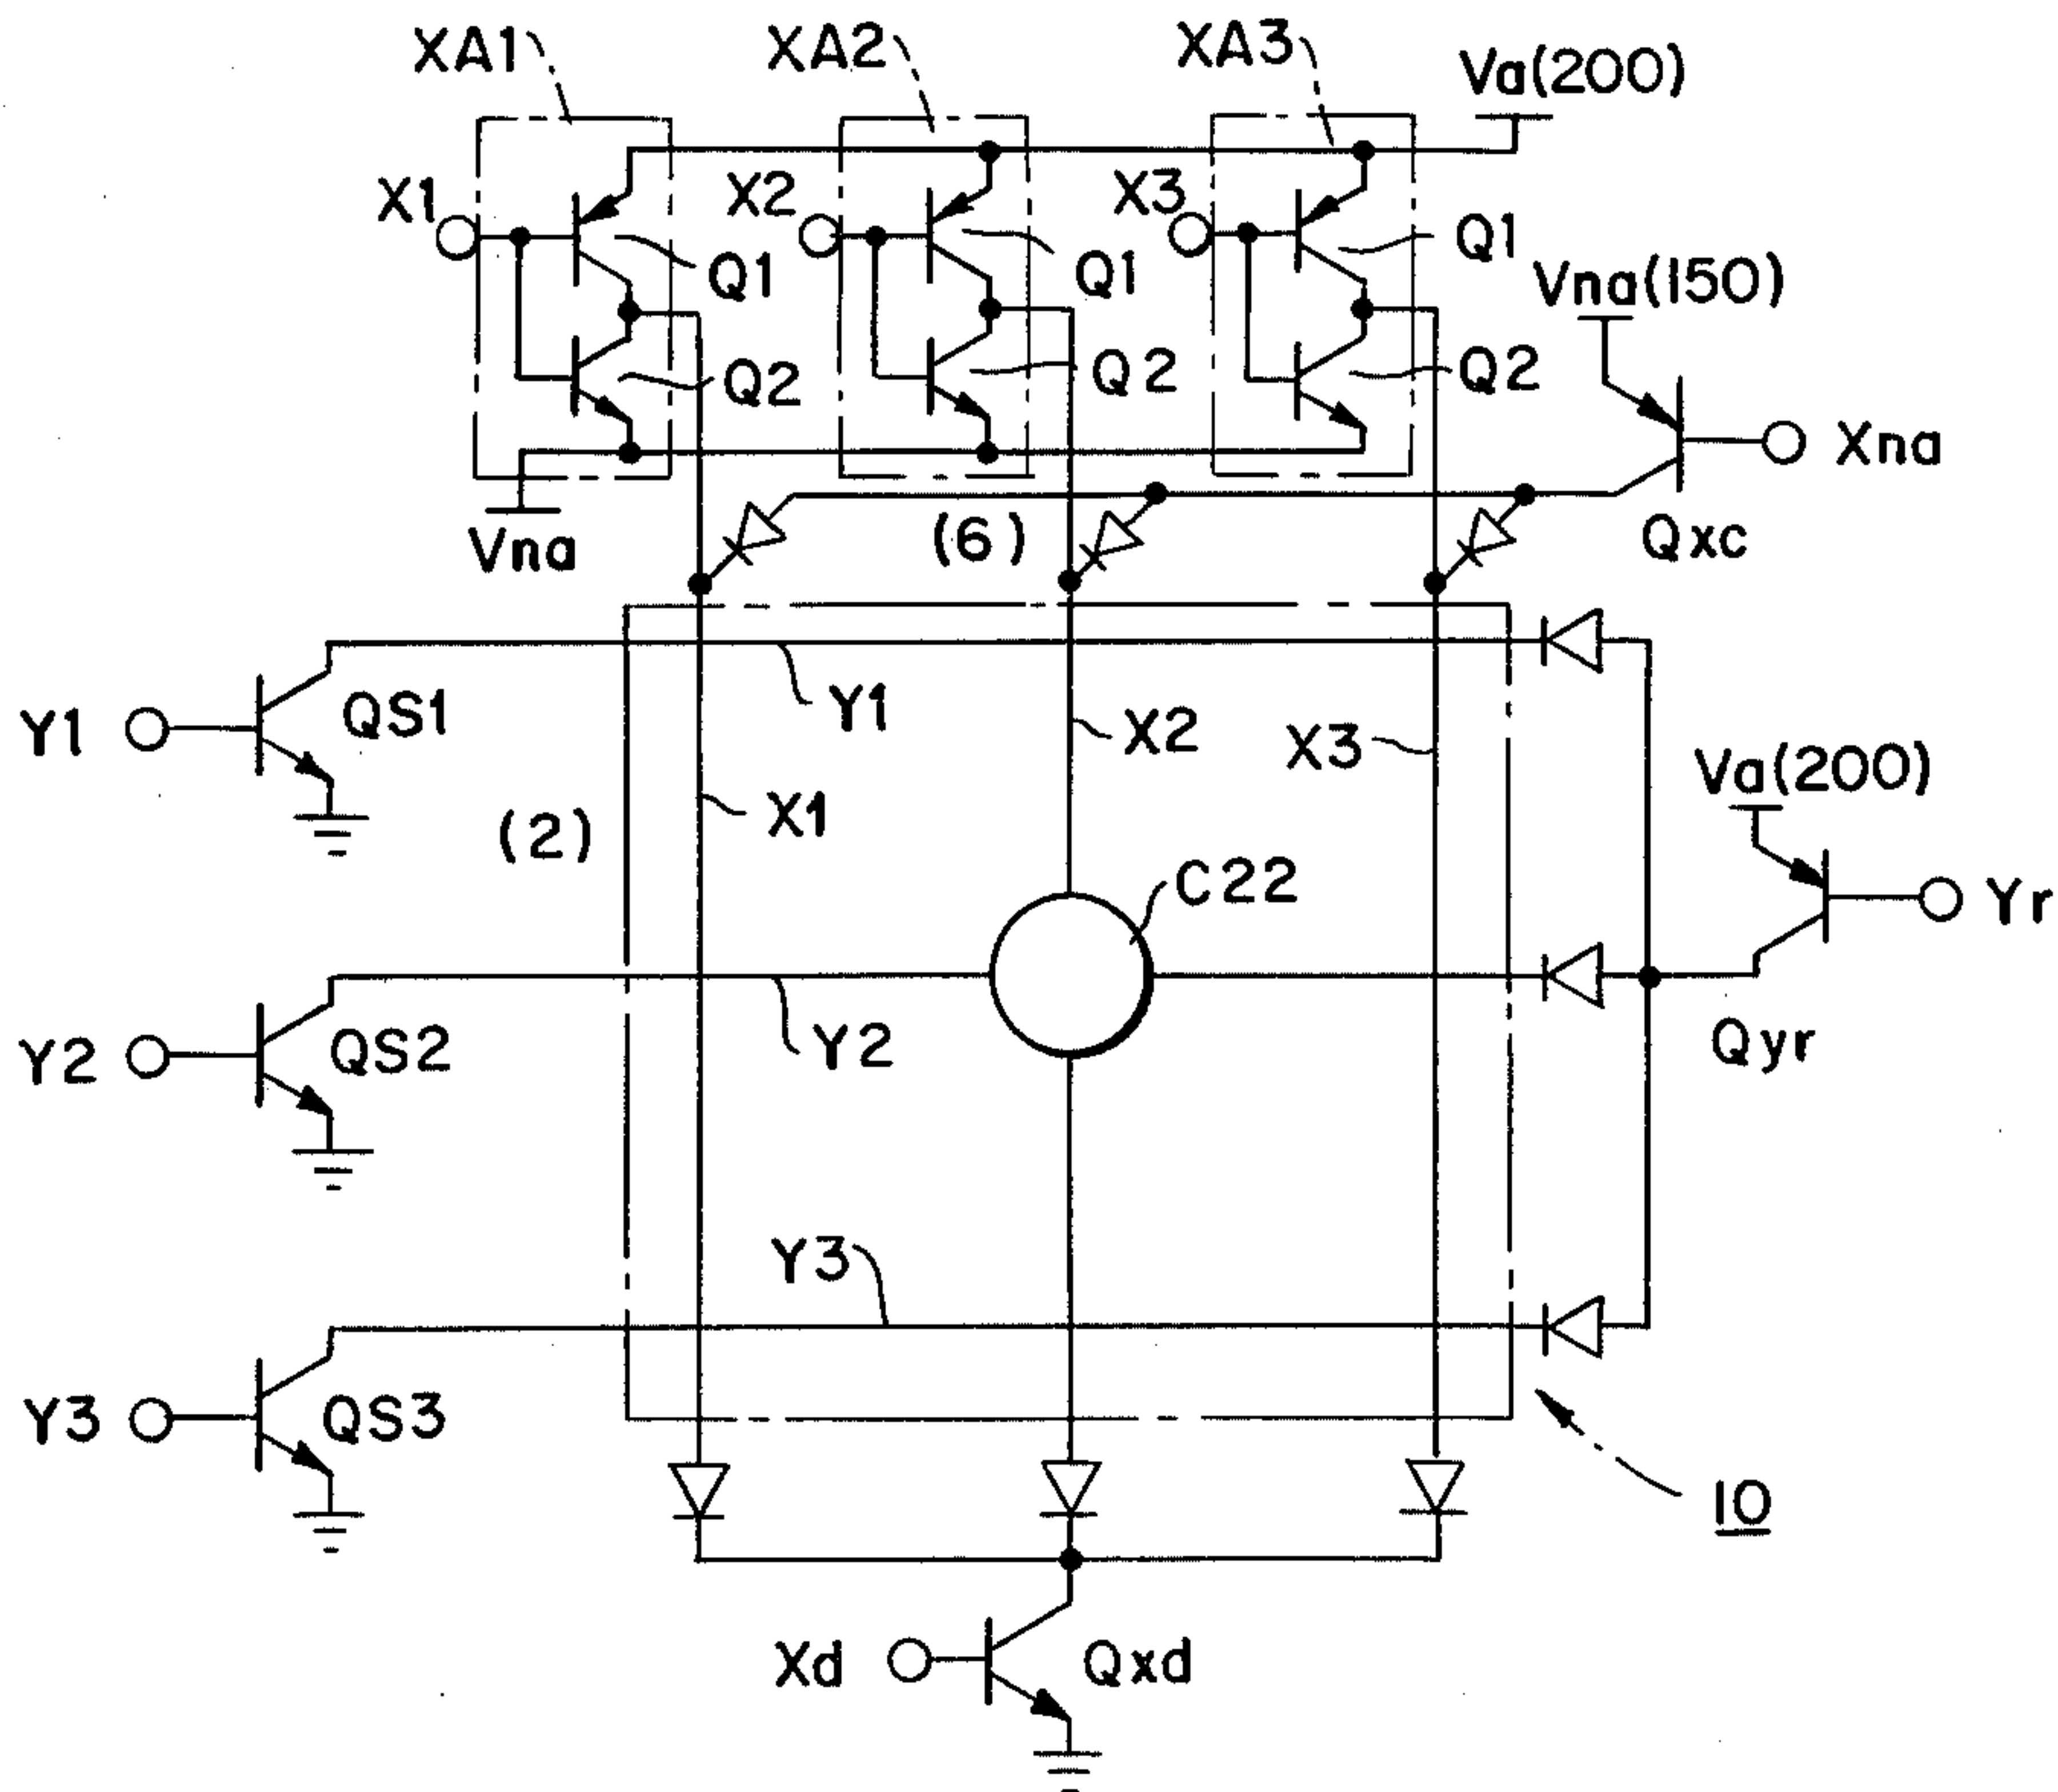 XA1
XA2
XA3
Va(200)
X1
X2
X3
Q1
Q1
Q1
Vna(150)
Q2
Q2
Q2
Xna
Vna
(6)
Qxc
Y1
QS1
Y1
X2
X3
Va(200)
X1
(2)
C22
Yr
Y2
QS2
Y2
Qyr
Y3
Y3
QS3
10
Xd
Qxd